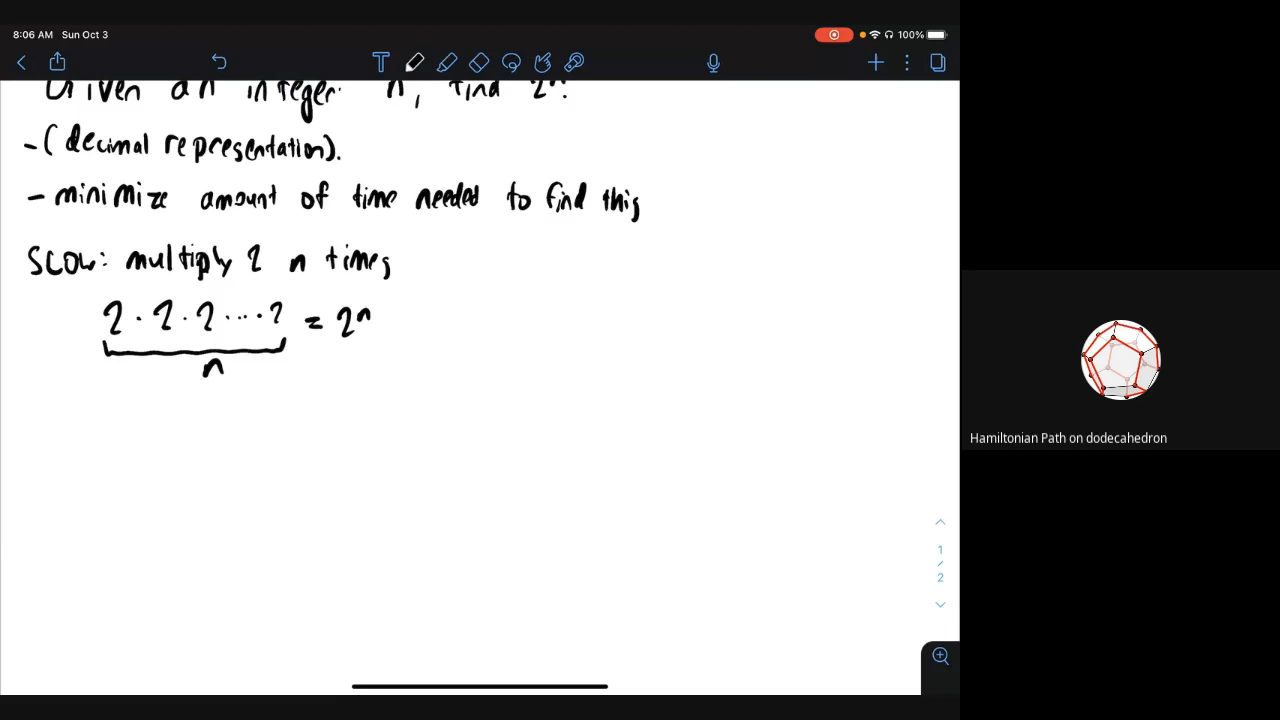 8:06 AM Sun Oct 3
100%
Given an integer n, find 2ⁿ.
-(decimal representation).
- minimize amount of time needed to find this
SLOW: multiply 2 n times
2 · 2 · 2 ··· · 2 = 2ⁿ
n
Hamiltonian Path on dodecahedron
1
/
2